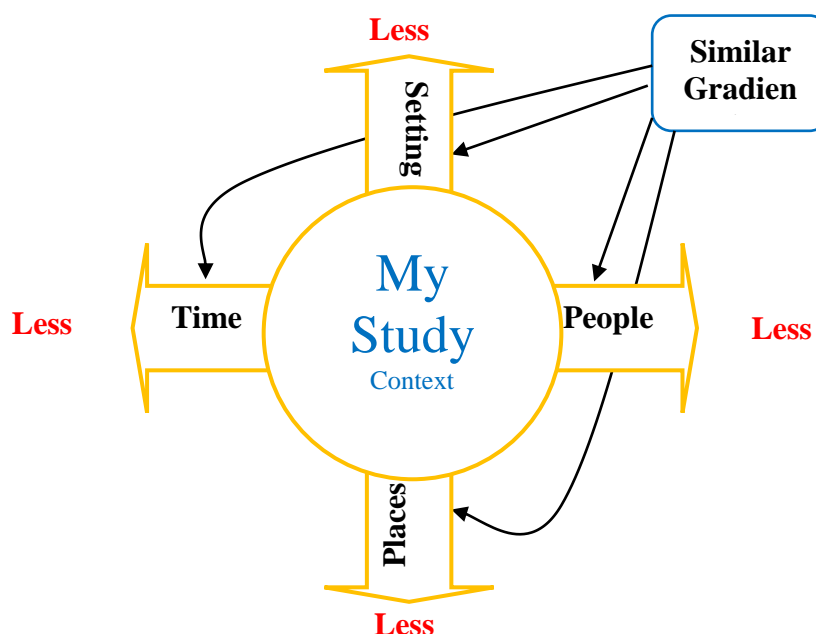 Less
Similar
Gradien
Setting
My
Study
Context
Less
Time
People
Less
Places
Less